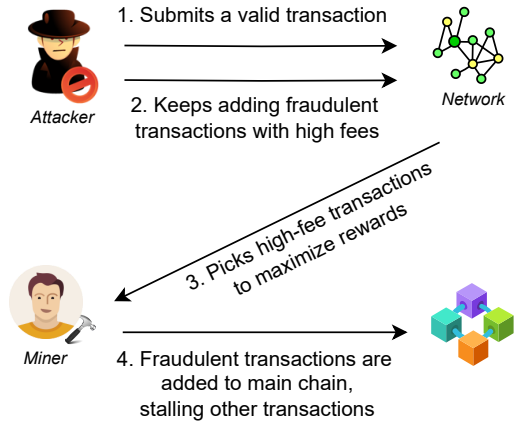 1. Submits a valid transaction
Attacker
Network
2. Keeps adding fraudulent
transactions with high fees
3. Picks high-fee transactions
to maximize rewards
Miner
4. Fraudulent transactions are
added to main chain,
stalling other transactions